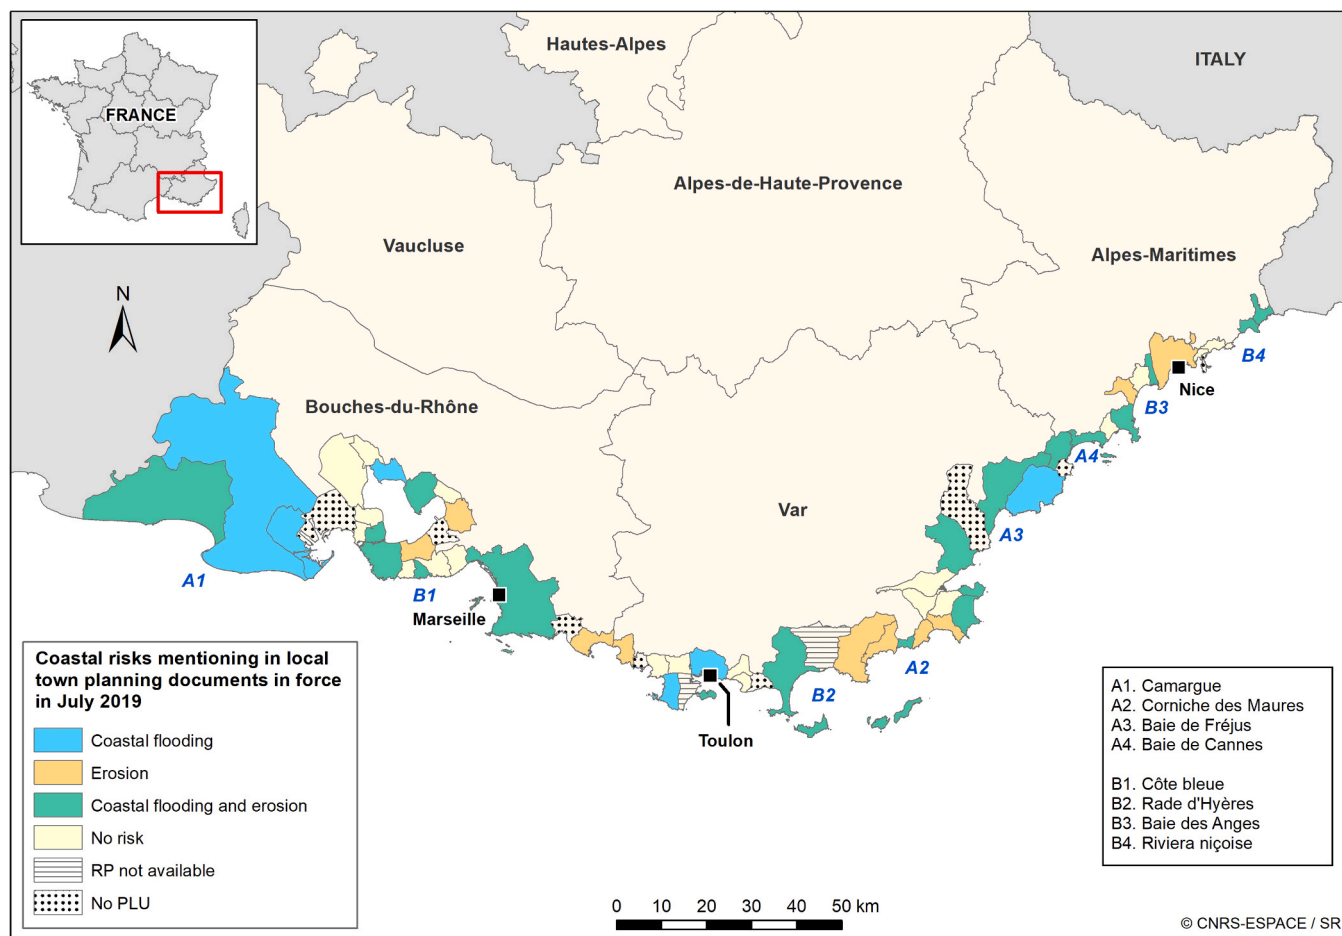 Hautes-Alpes
ITALY
FRANCE
Alpes-de-Haute-Provence
Vaucluse
Alpes-Maritimes
N
B4
Nice
B3
Bouches-du-Rhône
A4
Var
A3
A1
B1
Marseille
A2
B2
Toulon
Coastal risks mentioning in local
town planning documents in force
in July 2019
Coastal flooding
Erosion
Coastal flooding and erosion
No risk
RP not available
No PLU
A1. Camargue
A2. Corniche des Maures
A3. Baie de Fréjus
A4. Baie de Cannes
B1. Côte bleue
B2. Rade d'Hyères
B3. Baie des Anges
B4. Riviera niçoise
0 10 20 30 40 50 km
© CNRS-ESPACE / SR